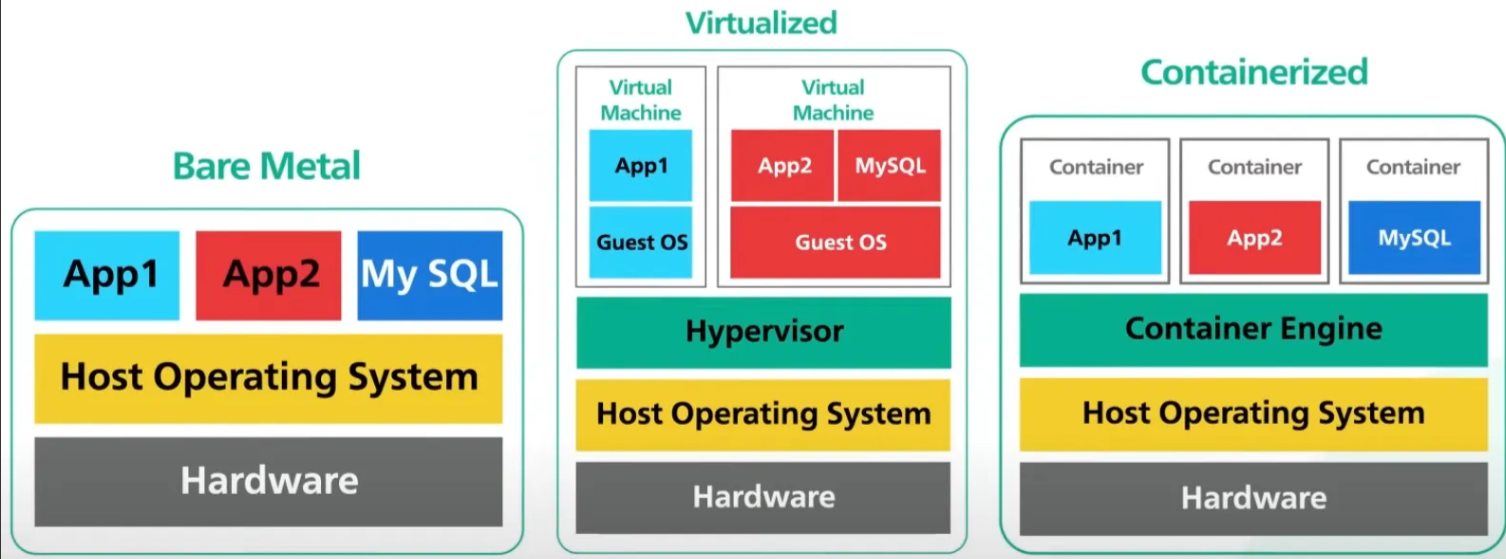 Bare Metal
App1 App2 My SQL
Host Operating System
Hardware
Virtualized
Virtual
Machine
App1
Guest OS
Virtual
Machine
App2 MySQL
Guest OS
Hypervisor
Host Operating System
Hardware
Containerized
Container Container Container
App1 App2 MySQL
Container Engine
Host Operating System
Hardware